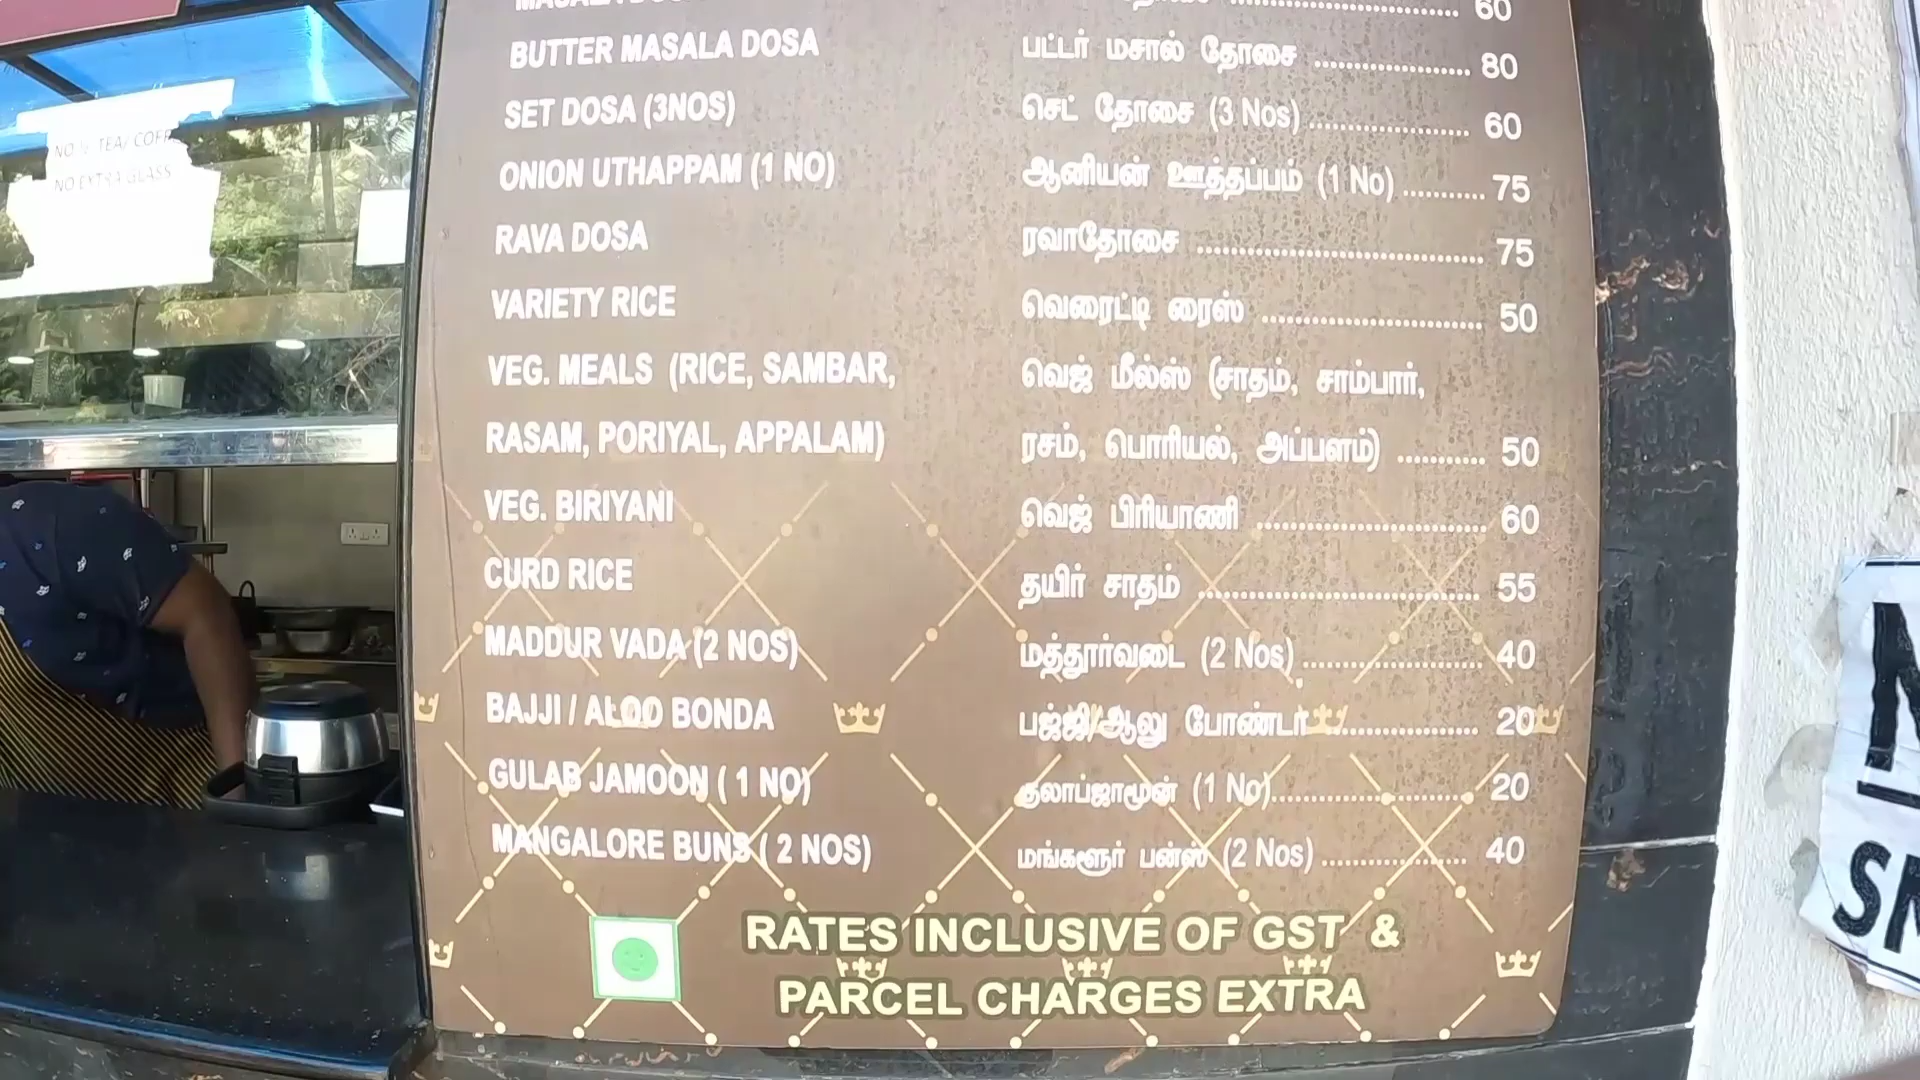 MASALA DOSA 60
BUTTER MASALA DOSA பட்டர் மசால் தோசை ..................... 80
SET DOSA (3NOS) செட் தோசை (3 Nos) ..................... 60
ONION UTHAPPAM (1 NO) ஆனியன் ஊத்தப்பம் (1 No) ........... 75
RAVA DOSA ரவாதோசை ..................................... 75
VARIETY RICE வெரைட்டி ரைஸ் ............................ 50
VEG. MEALS (RICE, SAMBAR, வெஜ் மீல்ஸ் (சாதம், சாம்பார்,
RASAM, PORIYAL, APPALAM) ரசம், பொரியல், அப்பளம்) ........... 50
VEG. BIRIYANI வெஜ் பிரியாணி ............................. 60
CURD RICE தயிர் சாதம் ..................................... 55
MADDUR VADA (2 NOS) மத்தூர்வடை (2 Nos) ....................... 40
BAJJI / ALOO BONDA பஜ்ஜி/ஆலு போண்டா ................... 20
GULAB JAMOON ( 1 NO) குலாப்ஜாமூன் (1 No)......................... 20
MANGALORE BUNS ( 2 NOS) மங்களூர் பன்ஸ் (2 Nos) .................. 40
RATES INCLUSIVE OF GST &
PARCEL CHARGES EXTRA
TEA/ COFF
NO EXTRA GLASS